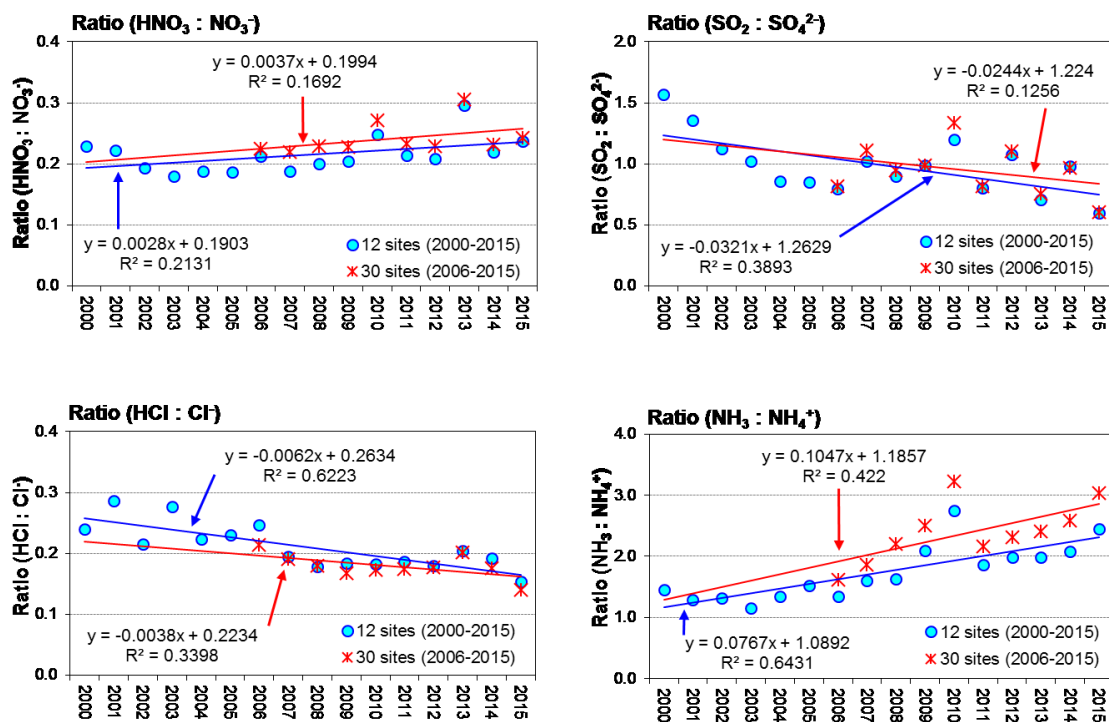 Ratio (HNO₃ : NO₃⁻)
Ratio (HNO₃ : NO₃⁻)
0.4
0.3
0.2
0.1
0.0
y = 0.0037x + 0.1994
R² = 0.1692
y = 0.0028x + 0.1903
R² = 0.2131
12 sites (2000-2015)
30 sites (2006-2015)
2000
2001
2002
2003
2004
2005
2006
2007
2008
2009
2010
2011
2012
2013
2014
2015
Ratio (SO₂ : SO₄²⁻)
Ratio (SO₂ : SO₄²⁻)
2.0
1.5
1.0
0.5
0.0
y = -0.0244x + 1.224
R² = 0.1256
y = -0.0321x + 1.2629
R² = 0.3893
12 sites (2000-2015)
30 sites (2006-2015)
2000
2001
2002
2003
2004
2005
2006
2007
2008
2009
2010
2011
2012
2013
2014
2015
Ratio (HCl : Cl⁻)
Ratio (HCl : Cl⁻)
0.4
0.3
0.2
0.1
0.0
y = -0.0062x + 0.2634
R² = 0.6223
y = -0.0038x + 0.2234
R² = 0.3398
12 sites (2000-2015)
30 sites (2006-2015)
2000
2001
2002
2003
2004
2005
2006
2007
2008
2009
2010
2011
2012
2013
2014
2015
Ratio (NH₃ : NH₄⁺)
Ratio (NH₃ : NH₄⁺)
4.0
3.0
2.0
1.0
0.0
y = 0.1047x + 1.1857
R² = 0.422
y = 0.0767x + 1.0892
R² = 0.6431
12 sites (2000-2015)
30 sites (2006-2015)
2000
2001
2002
2003
2004
2005
2006
2007
2008
2009
2010
2011
2012
2013
2014
2015